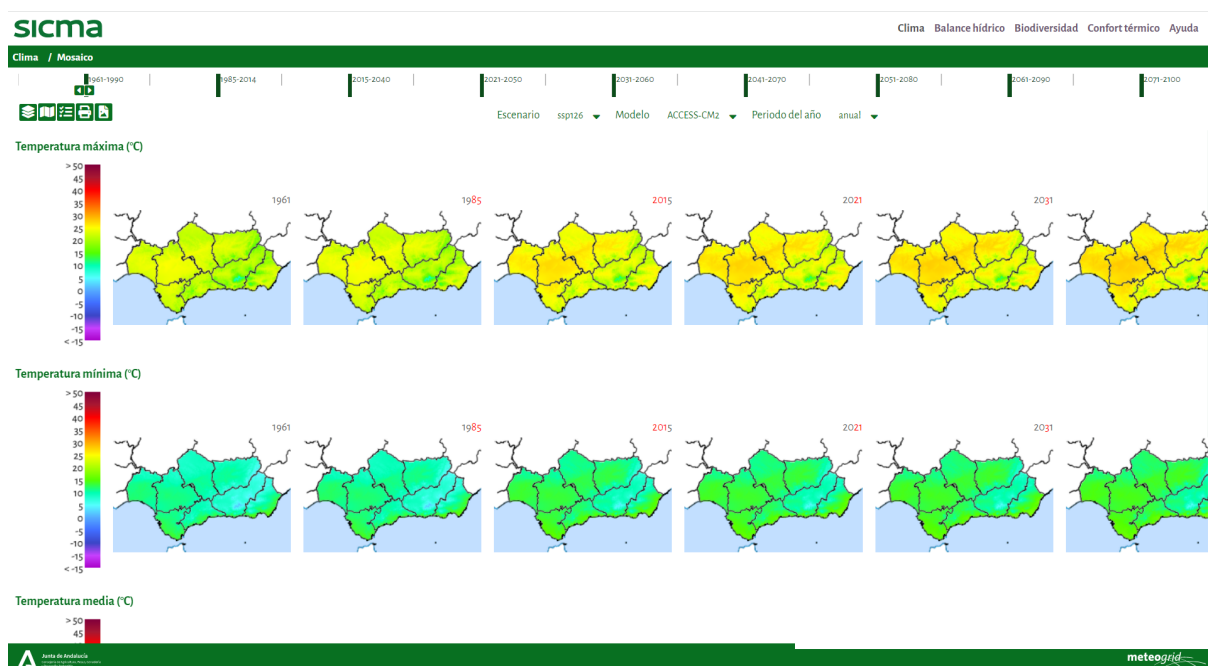 sicma
Clima Balance hídrico Biodiversidad Confort térmico Ayuda
Clima / Mosaico
1961-1990 1985-2014 2015-2040 2021-2050 2031-2060 2041-2070 2051-2080 2061-2090 2071-2100
Escenario ssp126 Modelo ACCESS-CM2 Periodo del año anual
Temperatura máxima (°C)
> 50
45
40
35
30
25
20
15
10
5
0
-5
-10
-15
< -15
1961 1985 2015 2021 2031
Temperatura mínima (°C)
> 50
45
40
35
30
25
20
15
10
5
0
-5
-10
-15
< -15
1961 1985 2015 2021 2031
Temperatura media (°C)
> 50
45
Junta de Andalucía
meteogrid